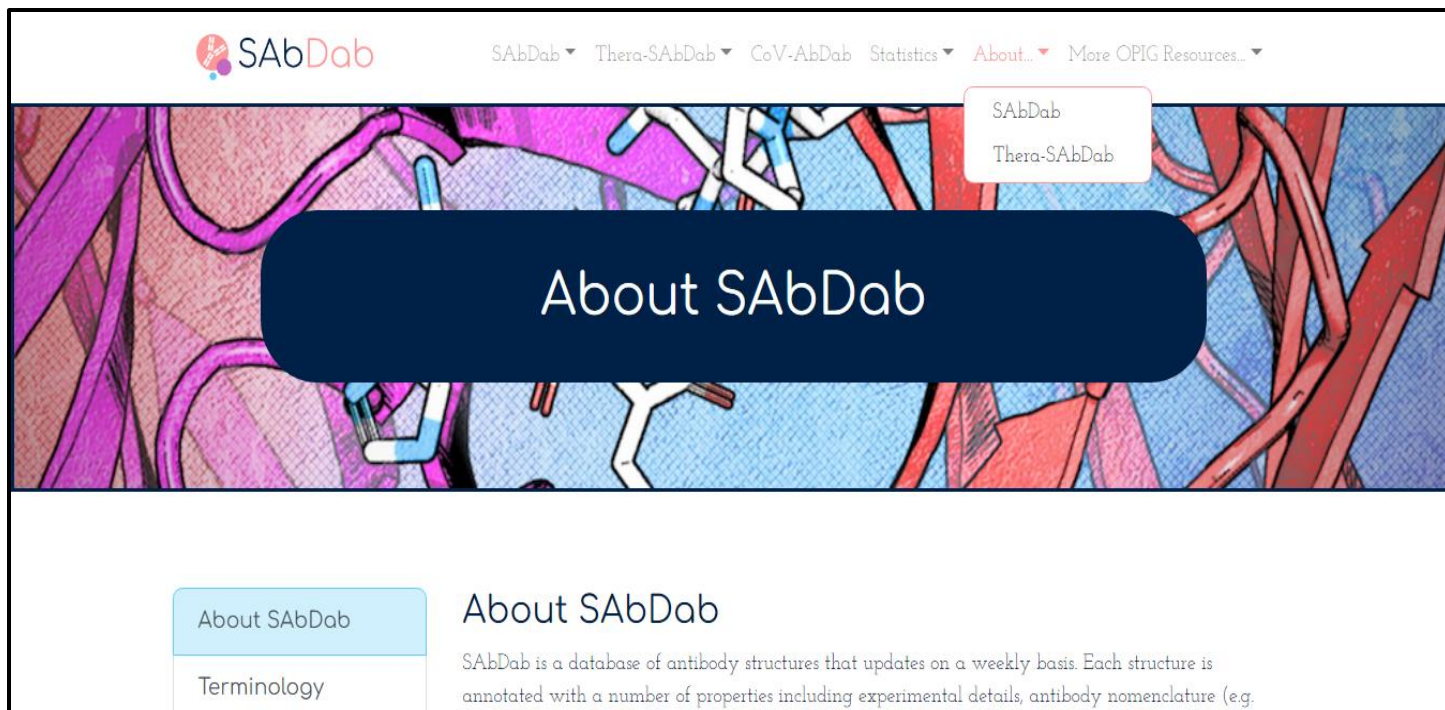 SAbDab
SAbDab Thera-SAbDab CoV-AbDab Statistics About... More OPIG Resources...
SAbDab
Thera-SAbDab
About SAbDab
About SAbDab
Terminology
About SAbDab
SAbDab is a database of antibody structures that updates on a weekly basis. Each structure is
annotated with a number of properties including experimental details, antibody nomenclature (e.g.